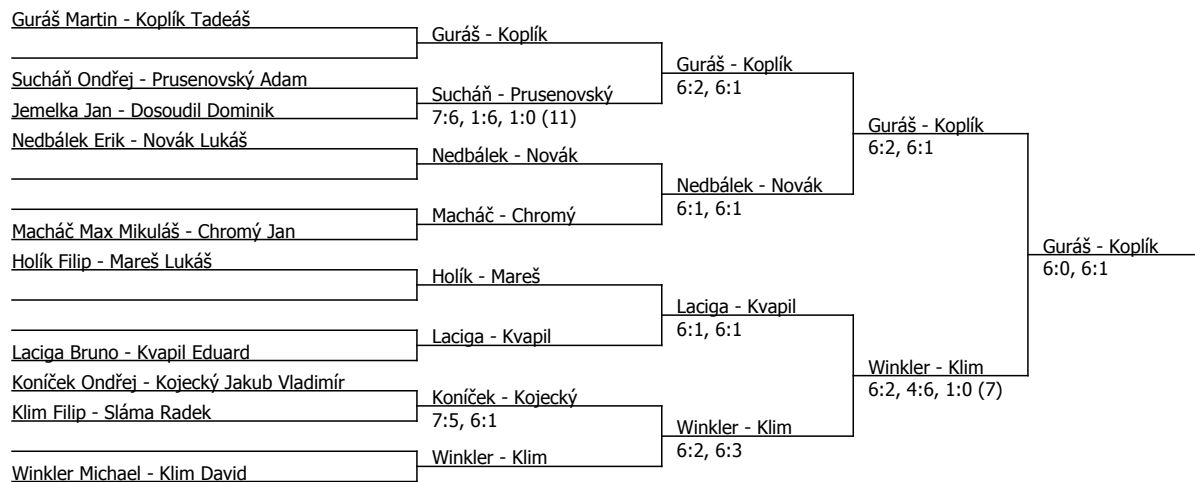 Guráš Martin - Koplík Tadeáš
Guráš - Koplík
Guráš - Koplík
6:2, 6:1
Sucháň Ondřej - Prusenovský Adam
Sucháň - Prusenovský
7:6, 1:6, 1:0 (11)
Jemelka Jan - Dosoudil Dominik
Guráš - Koplík
6:2, 6:1
Nedbálek Erik - Novák Lukáš
Nedbálek - Novák
Nedbálek - Novák
6:1, 6:1
Macháč - Chromý
Macháč Max Mikuláš - Chromý Jan
Guráš - Koplík
6:0, 6:1
Holík Filip - Mareš Lukáš
Holík - Mareš
Laciga - Kvapil
6:1, 6:1
Laciga - Kvapil
Laciga Bruno - Kvapil Eduard
Winkler - Klim
6:2, 4:6, 1:0 (7)
Koníček Ondřej - Kojecký Jakub Vladimír
Koníček - Kojecký
7:5, 6:1
Klim Filip - Sláma Radek
Winkler - Klim
6:2, 6:3
Winkler - Klim
Winkler Michael - Klim David